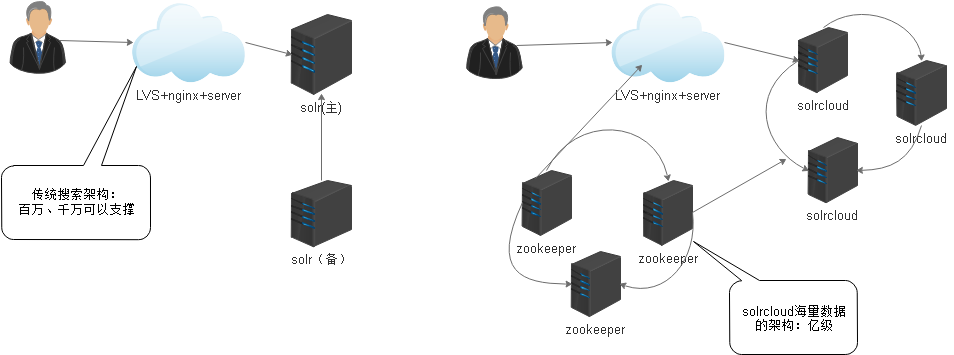 LVS+nginx+server
solr(主)
传统搜索架构：
百万、千万可以支撑
solr（备）
LVS+nginx+server
solrcloud
solrcloud
solrcloud
zookeeper
zookeeper
zookeeper
solrcloud海量数据
的架构：亿级